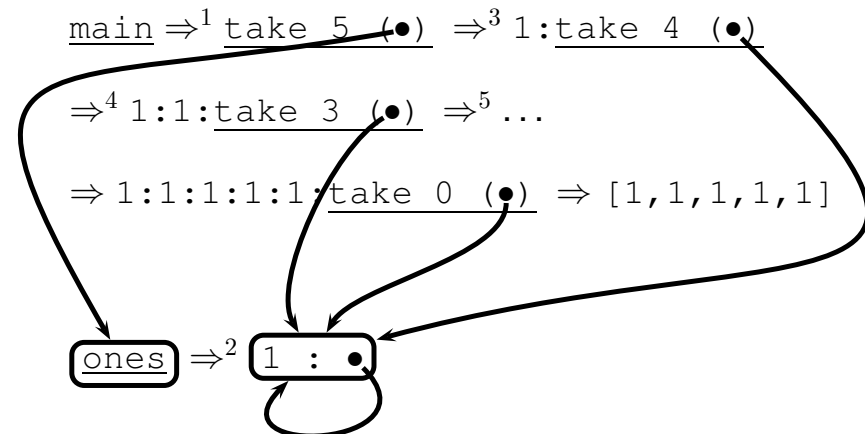 main ⇒¹ take 5 (•) ⇒³ 1:take 4 (•)
⇒⁴ 1:1:take 3 (•) ⇒⁵ ...
⇒ 1:1:1:1:1:take 0 (•) ⇒ [1,1,1,1,1]
ones ⇒² 1 : •